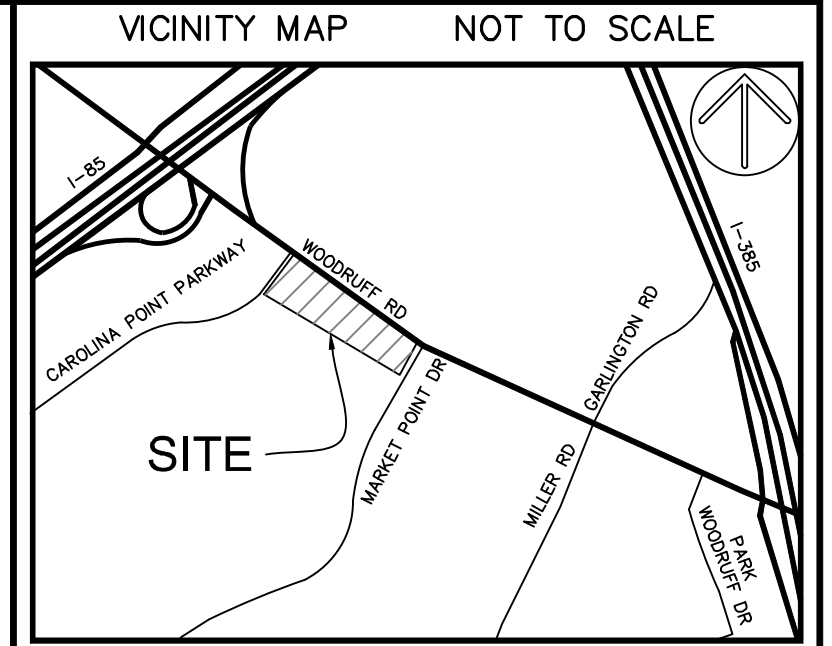 VICINITY MAP NOT TO SCALE
I-85
I-385
WOODRUFF RD
CAROLINA POINT PARKWAY
GARLINGTON RD
MARKET POINT DR
SITE
MILLER RD
PARK
WOODRUFF DR